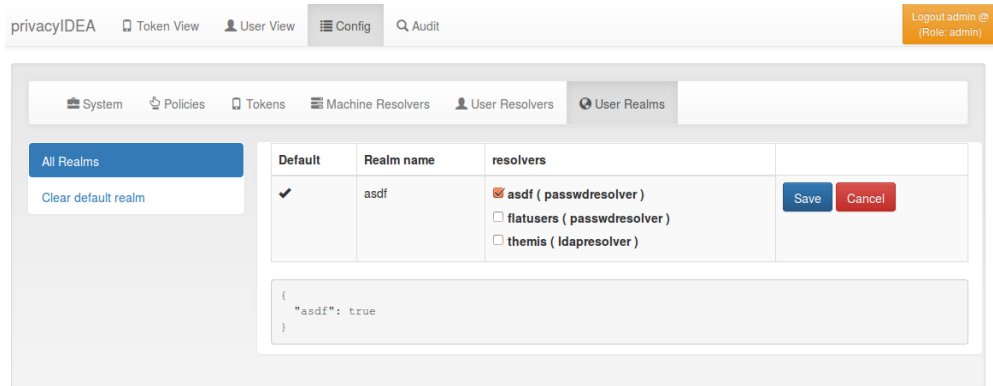 privacyIDEA Token View User View Config Audit Logout admin @
(Role: admin)
System Policies Tokens Machine Resolvers User Resolvers User Realms
All Realms
Clear default realm
Default Realm name resolvers
asdf asdf ( passwdresolver ) Save Cancel
flatusers ( passwdresolver )
themis ( ldapresolver )
{
"asdf": true
}